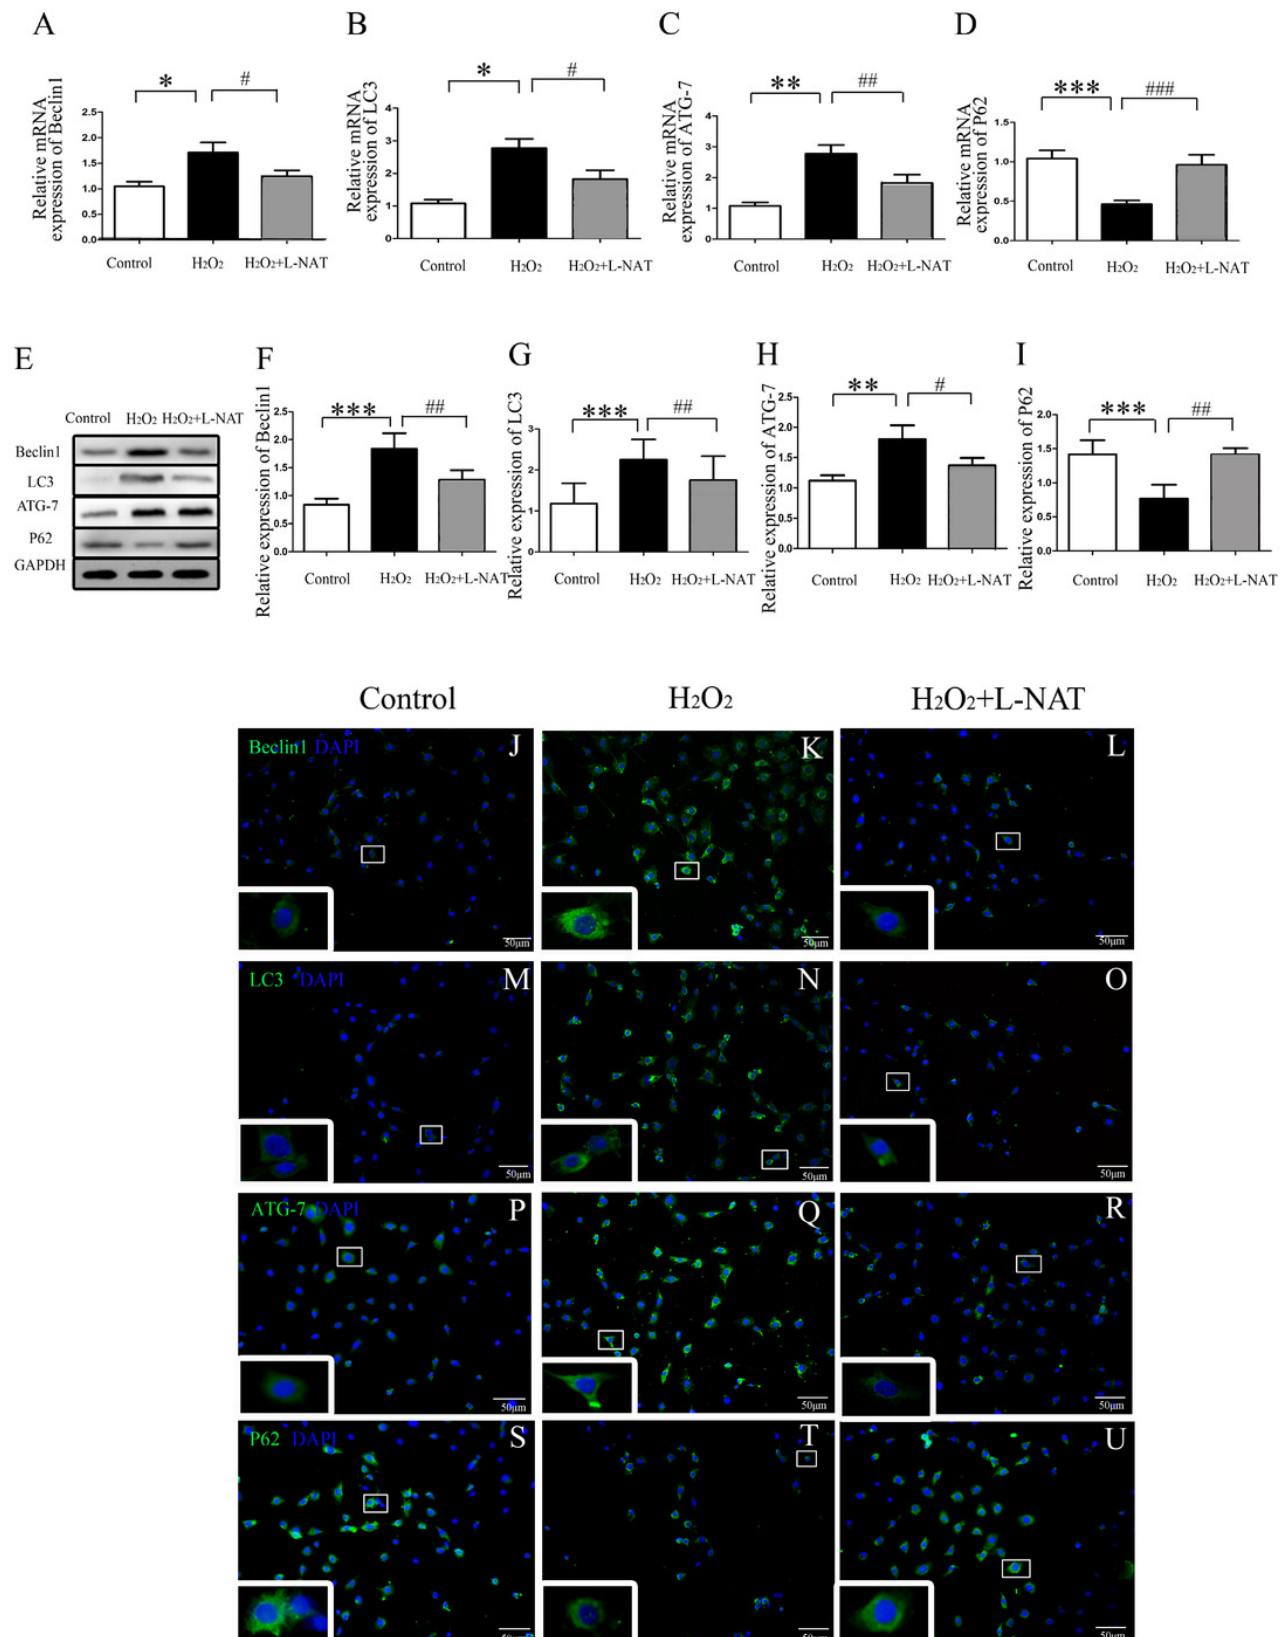 A
B
C
D
Relative mRNA
expression of Beclin1
2.5
2.0
1.5
1.0
0.5
0.0
*
#
Control
H2O2
H2O2+L-NAT
Relative mRNA
expression of LC3
4
3
2
1
0
*
#
Control
H2O2
H2O2+L-NAT
Relative mRNA
expression of ATG-7
4
3
2
1
0
**
##
Control
H2O2
H2O2+L-NAT
Relative mRNA
expression of P62
1.5
1.0
0.5
0.0
***
###
Control
H2O2
H2O2+L-NAT
E
F
G
H
I
Control H2O2 H2O2+L-NAT
Beclin1
LC3
ATG-7
P62
GAPDH
Relative expression of Beclin1
2.5
2.0
1.5
1.0
0.5
0.0
***
##
Control
H2O2
H2O2+L-NAT
Relative expression of LC3
3
2
1
0
***
##
Control
H2O2
H2O2+L-NAT
Relative expression of ATG-7
2.5
2.0
1.5
1.0
0.5
0.0
**
#
Control
H2O2
H2O2+L-NAT
Relative expression of P62
2.0
1.5
1.0
0.5
0.0
***
##
Control
H2O2
H2O2+L-NAT
Control
H2O2
H2O2+L-NAT
Beclin1 DAPI
J
K
L
50μm
50μm
50μm
LC3 DAPI
M
N
O
50μm
50μm
50μm
ATG-7 DAPI
P
Q
R
50μm
50μm
50μm
P62 DAPI
S
T
U
50μm
50μm
50μm